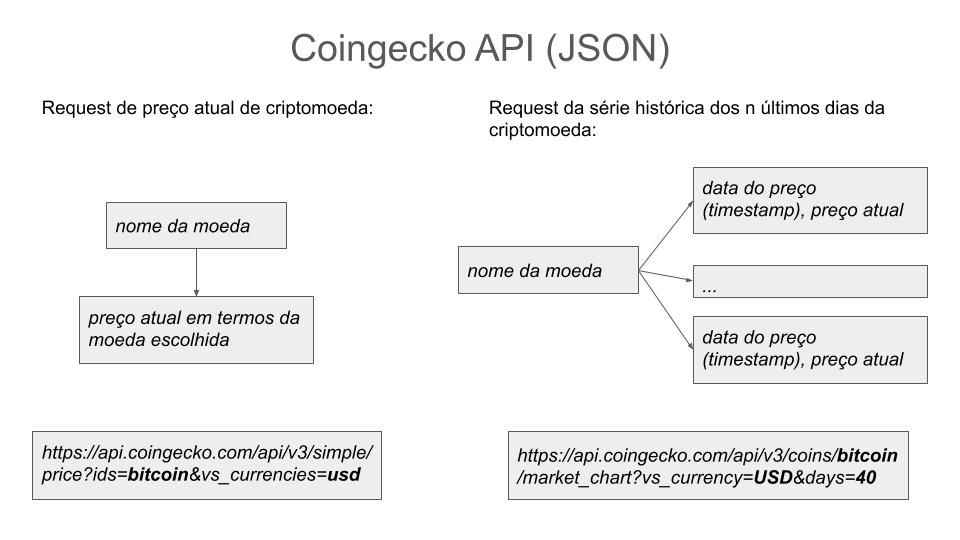 Coingecko API (JSON)
Request de preço atual de criptomoeda:
nome da moeda
preço atual em termos da
moeda escolhida
https://api.coingecko.com/api/v3/simple/
price?ids=bitcoin&vs_currencies=usd
Request da série histórica dos n últimos dias da
criptomoeda:
nome da moeda
data do preço
(timestamp), preço atual
...
data do preço
(timestamp), preço atual
https://api.coingecko.com/api/v3/coins/bitcoin
/market_chart?vs_currency=USD&days=40